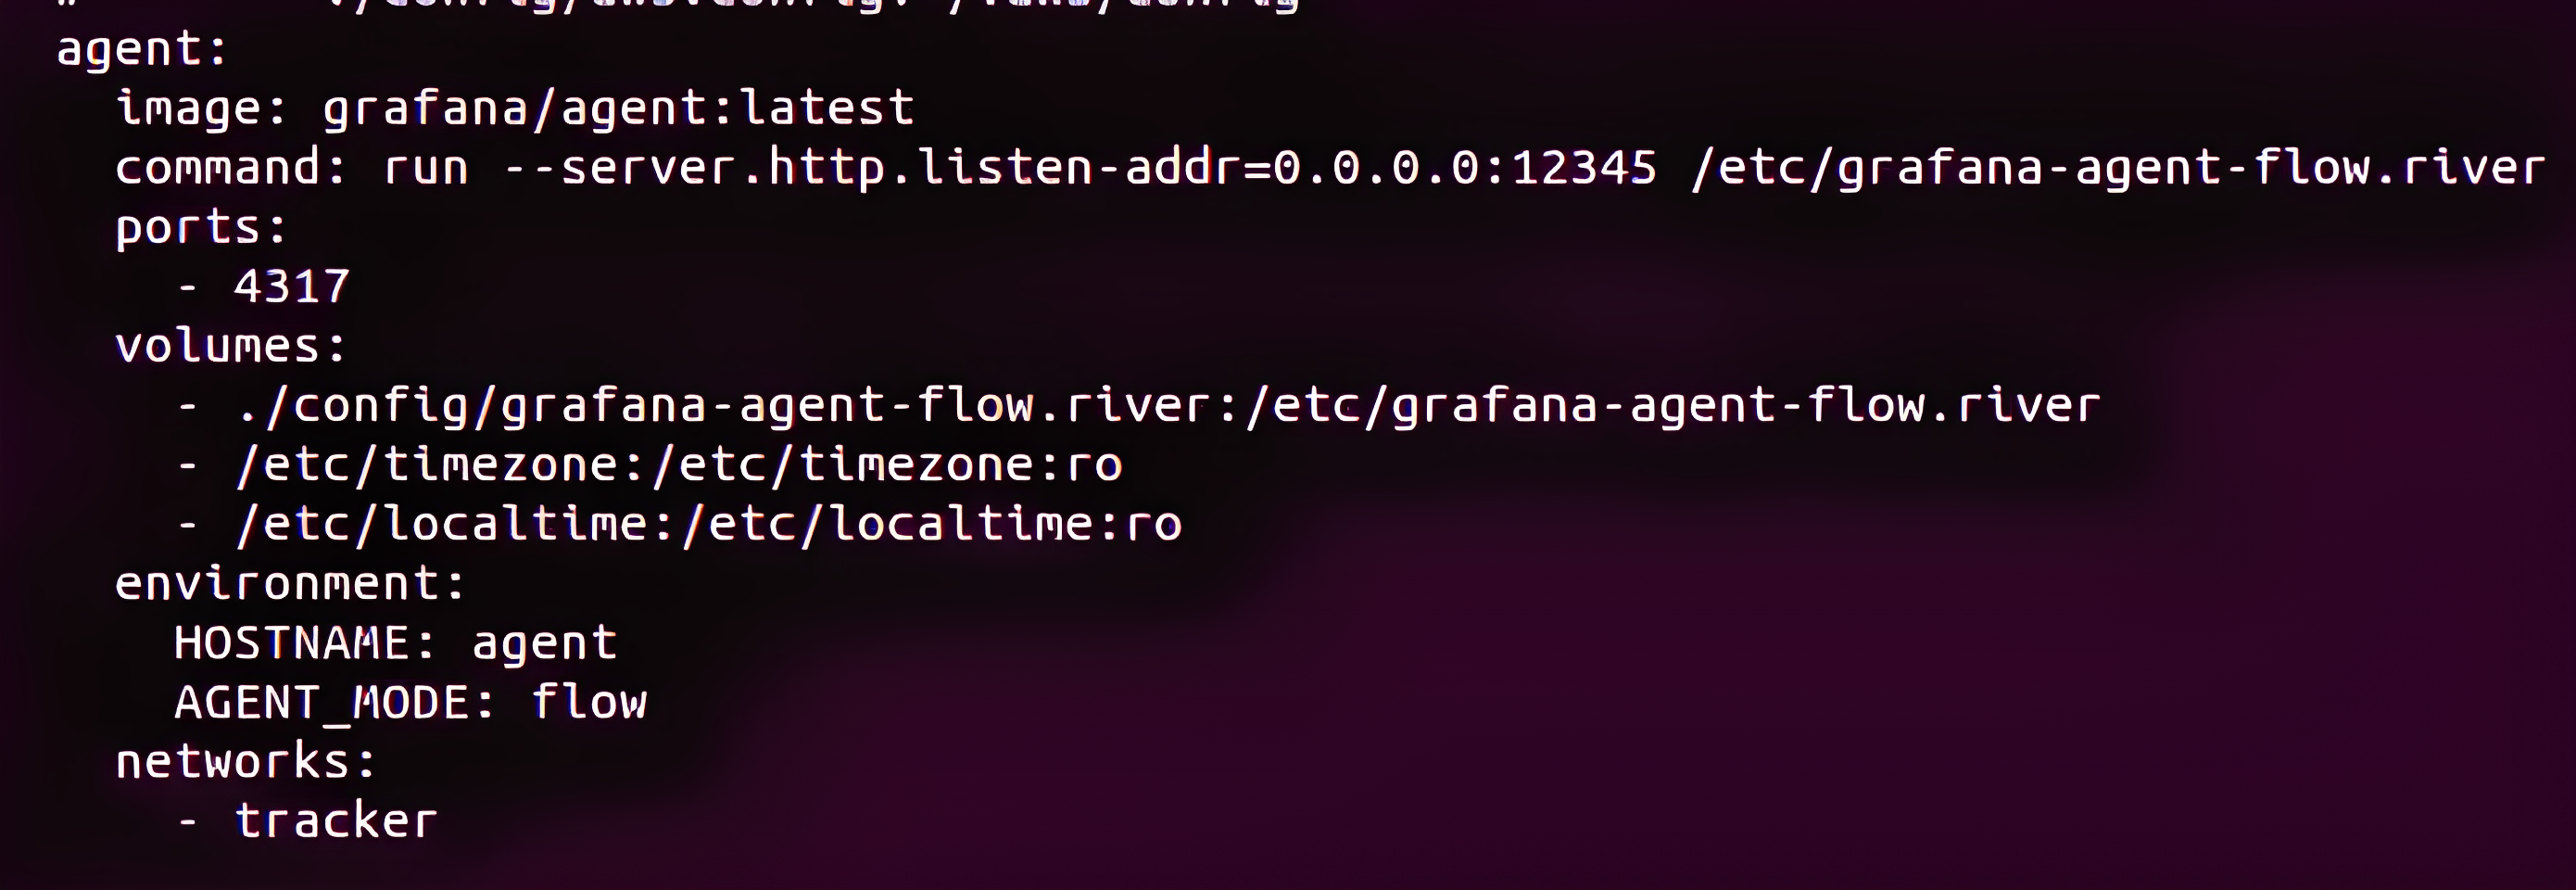 agent:
  image: grafana/agent:latest
  command: run --server.http.listen-addr=0.0.0.0:12345 /etc/grafana-agent-flow.river
  ports:
    - 4317
  volumes:
    - ./config/grafana-agent-flow.river:/etc/grafana-agent-flow.river
    - /etc/timezone:/etc/timezone:ro
    - /etc/localtime:/etc/localtime:ro
  environment:
    HOSTNAME: agent
    AGENT_MODE: flow
  networks:
    - tracker